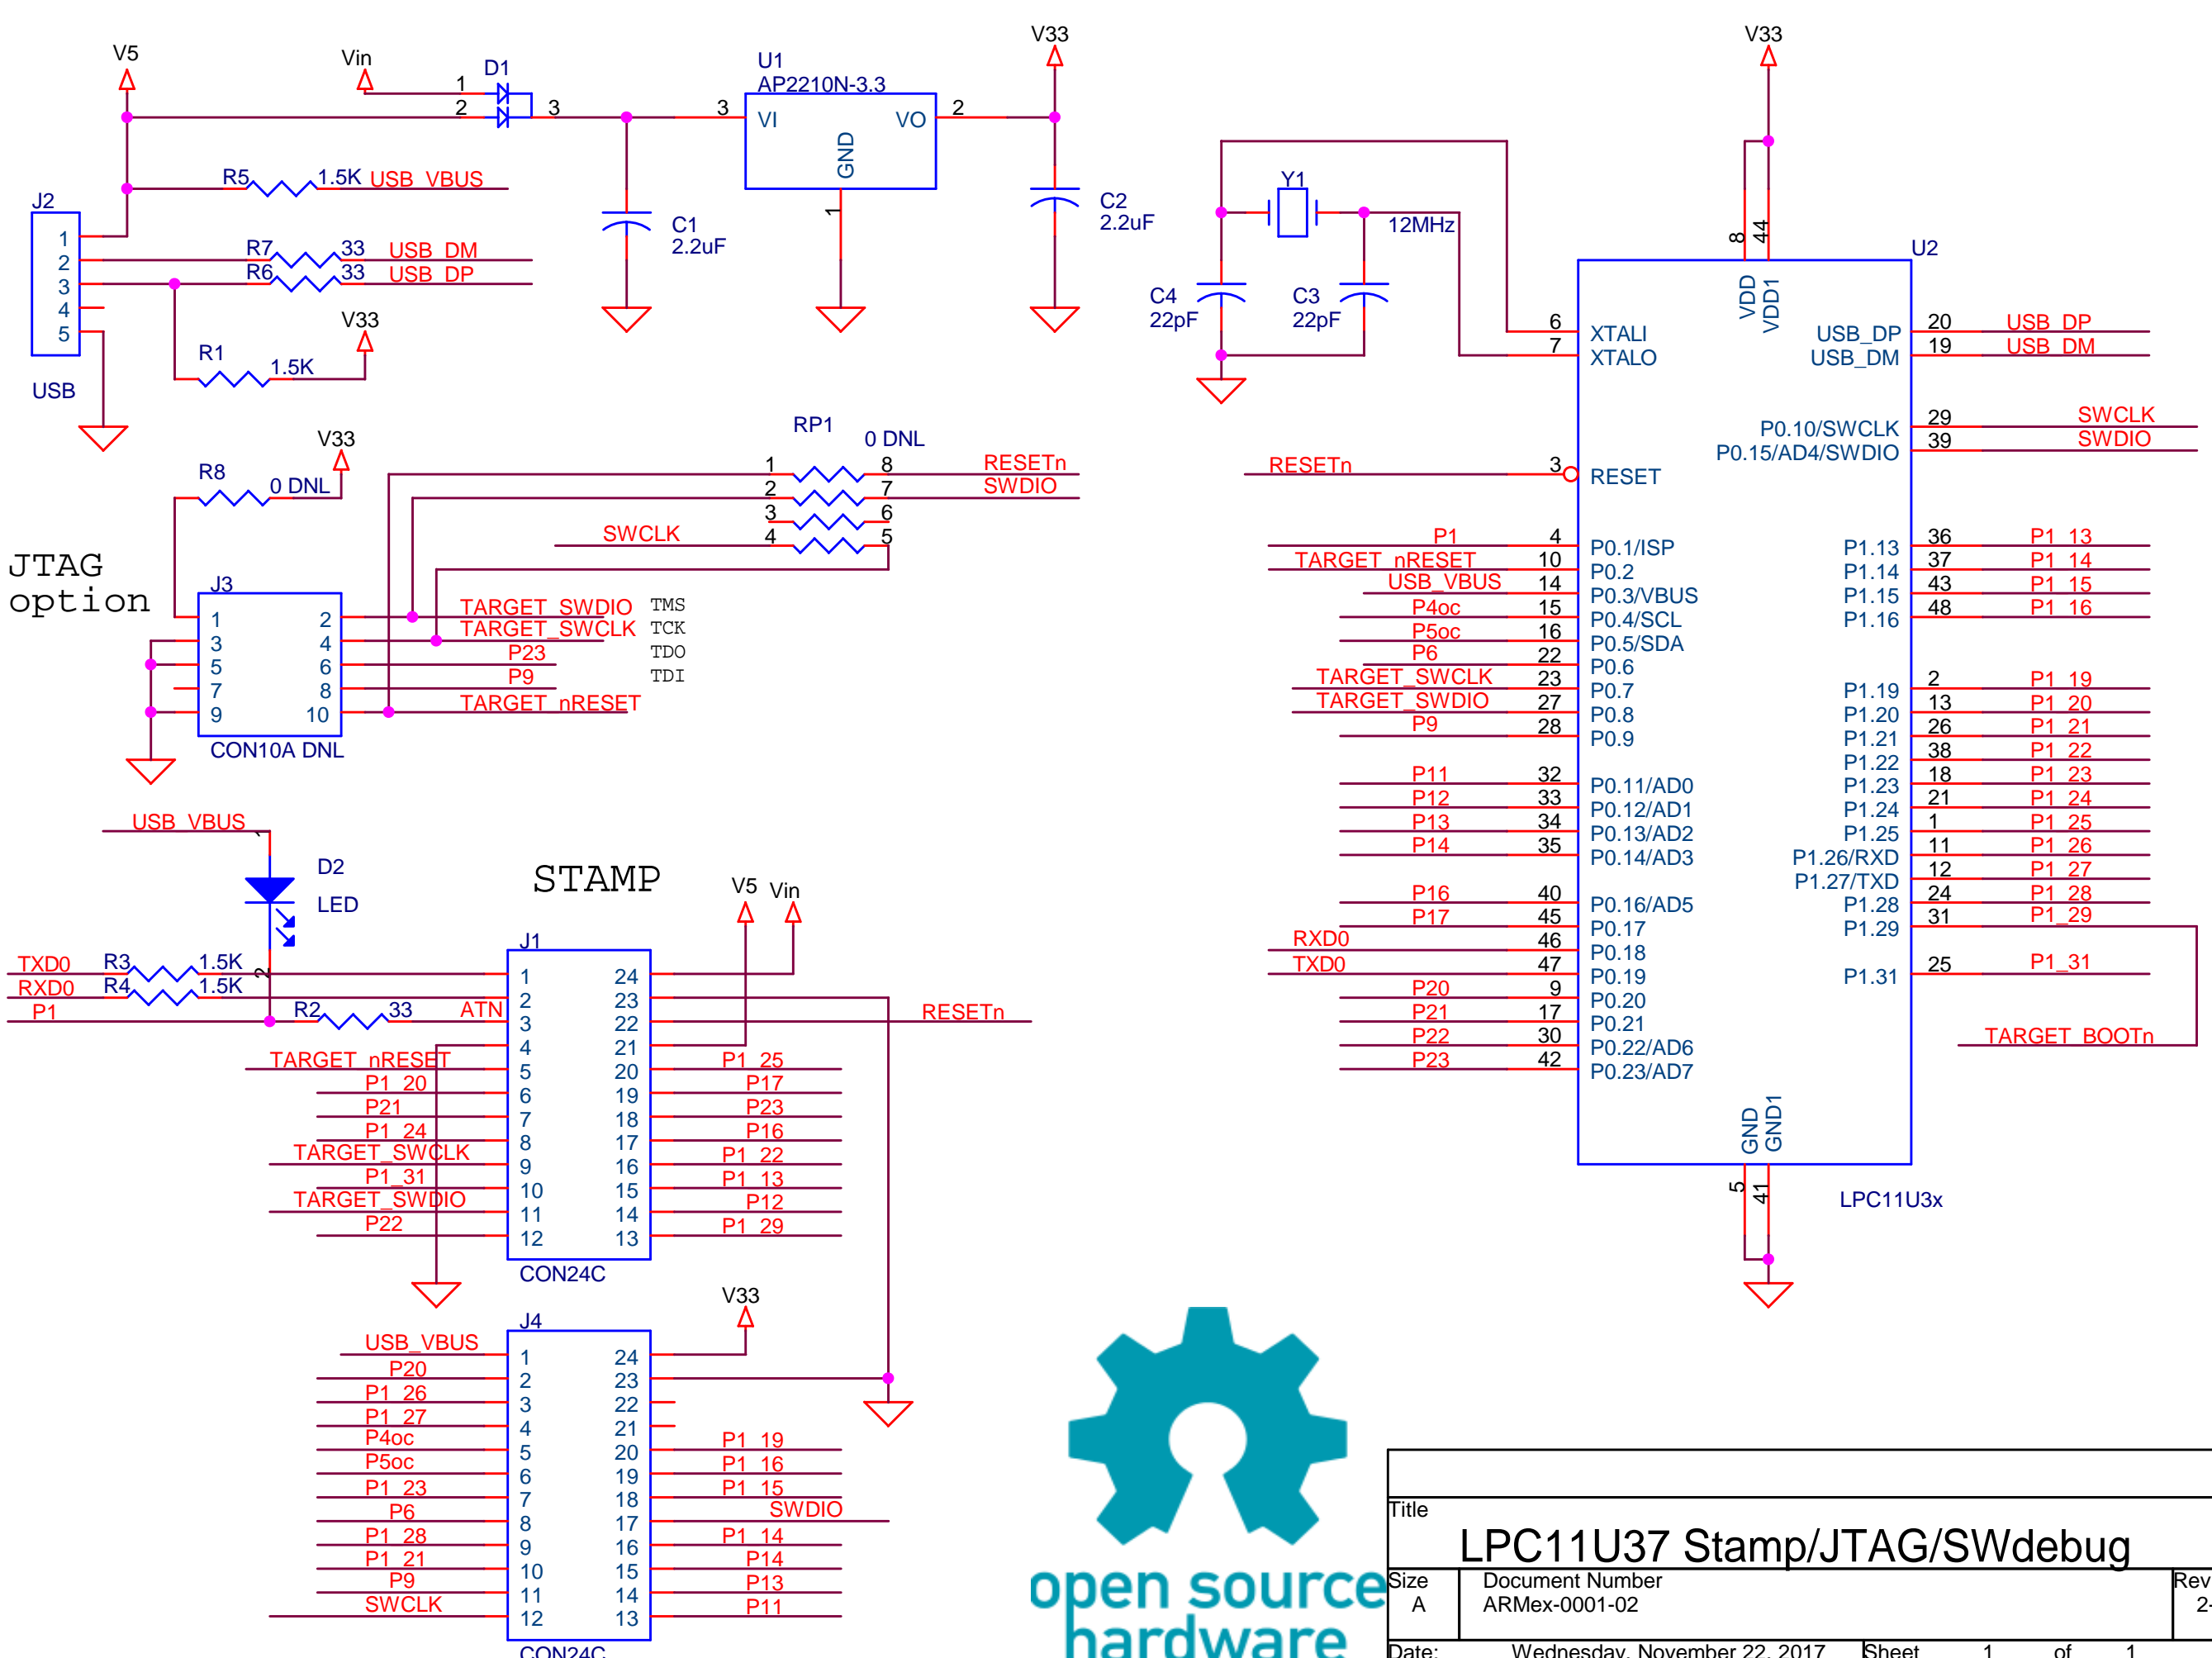 V5
Vin
D1
1
2
3
U1
AP2210N-3.3
3
VI
VO
2
GND
1
V33
C1
2.2uF
C2
2.2uF
R5
1.5K
USB_VBUS
J2
1
2
3
4
5
USB
R7
33
USB_DM
R6
33
USB_DP
R1
1.5K
V33
Y1
12MHz
C4
22pF
C3
22pF
V33
8
44
U2
VDD
VDD1
6
XTALI
7
XTALO
USB_DP
20
USB_DP
USB_DM
19
USB_DM
P0.10/SWCLK
29
SWCLK
P0.15/AD4/SWDIO
39
SWDIO
RESETn
3
RESET
P1
4
P0.1/ISP
TARGET_nRESET
10
P0.2
USB_VBUS
14
P0.3/VBUS
P4oc
15
P0.4/SCL
P5oc
16
P0.5/SDA
P6
22
P0.6
TARGET_SWCLK
23
P0.7
TARGET_SWDIO
27
P0.8
P9
28
P0.9
P11
32
P0.11/AD0
P12
33
P0.12/AD1
P13
34
P0.13/AD2
P14
35
P0.14/AD3
P16
40
P0.16/AD5
P17
45
P0.17
RXD0
46
P0.18
TXD0
47
P0.19
P20
9
P0.20
P21
17
P0.21
P22
30
P0.22/AD6
P23
42
P0.23/AD7
P1.13
36
P1_13
P1.14
37
P1_14
P1.15
43
P1_15
P1.16
48
P1_16
P1.19
2
P1_19
P1.20
13
P1_20
P1.21
26
P1_21
P1.22
38
P1_22
P1.23
18
P1_23
P1.24
21
P1_24
P1.25
1
P1_25
P1.26/RXD
11
P1_26
P1.27/TXD
12
P1_27
P1.28
24
P1_28
P1.29
31
P1_29
P1.31
25
P1_31
TARGET_BOOTn
GND
GND1
5
41
LPC11U3x
RP1
0 DNL
1
8
RESETn
2
7
SWDIO
3
6
SWCLK
4
5
V33
R8
0 DNL
JTAG
option
J3
1
2
TARGET_SWDIO
TMS
3
4
TARGET_SWCLK
TCK
5
6
P23
TDO
7
8
P9
TDI
9
10
TARGET_nRESET
CON10A DNL
USB_VBUS
1
D2
LED
2
STAMP
V5
Vin
TXD0
R3
1.5K
RXD0
R4
1.5K
P1
R2
33
ATN
J1
1
24
2
23
3
22
RESETn
4
21
TARGET_nRESET
5
20
P1_25
P1_20
6
19
P17
P21
7
18
P23
P1_24
8
17
P16
TARGET_SWCLK
9
16
P1_22
P1_31
10
15
P1_13
TARGET_SWDIO
11
14
P12
P22
12
13
P1_29
CON24C
V33
J4
USB_VBUS
1
24
P20
2
23
P1_26
3
22
P1_27
4
21
P4oc
5
20
P1_19
P5oc
6
19
P1_16
P1_23
7
18
P1_15
P6
8
17
SWDIO
P1_28
9
16
P1_14
P1_21
10
15
P14
P9
11
14
P13
SWCLK
12
13
P11
CON24C
open source
hardware
Title
LPC11U37 Stamp/JTAG/SWdebug
Size
A
Document Number
ARMex-0001-02
Rev
2-
Date:
Wednesday, November 22, 2017
Sheet
1
of
1